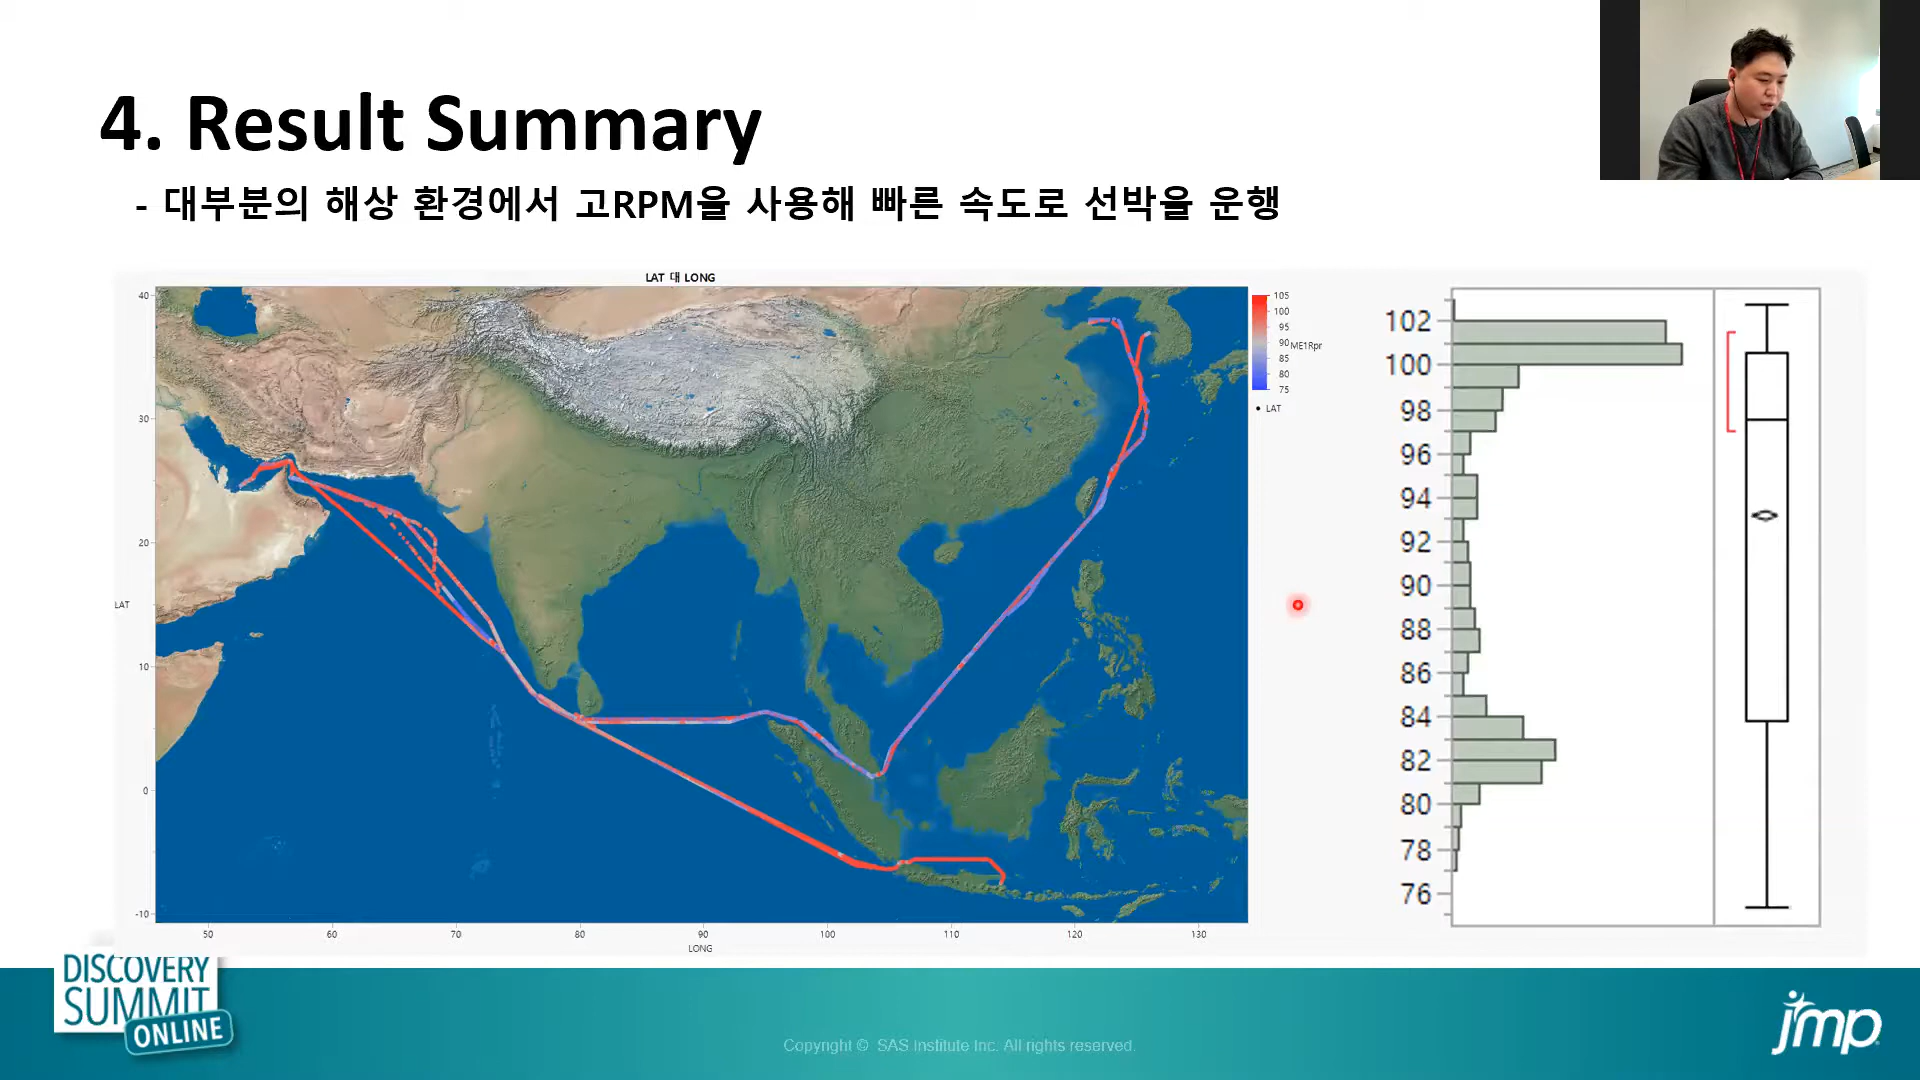 4. Result Summary
- 대부분의 해상 환경에서 고RPM을 사용해 빠른 속도로 선박을 운행
LAT 대 LONG
40
30
20
10
0
-10
LAT
50 60 70 80 90 100 110 120 130
LONG
105
100
95
90
85
80
75
ME1Rpr
LAT
102
100
98
96
94
92
90
88
86
84
82
80
78
76
DISCOVERY
SUMMIT
ONLINE
Copyright © SAS Institute Inc. All rights reserved.
jmp